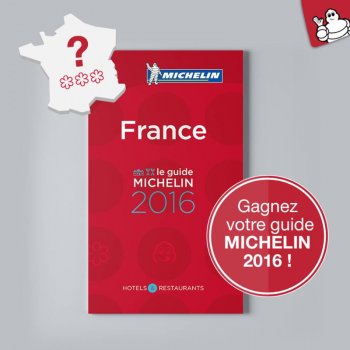 ?
MICHELIN
France
le guide
MICHELIN
2016
HOTELS & RESTAURANTS
Gagnez
votre guide
MICHELIN
2016 !